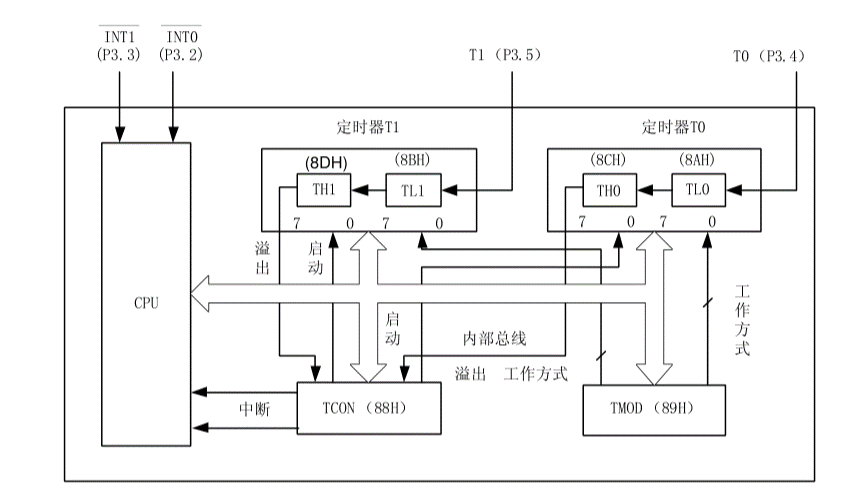 INT1 INT0
(P3.3) (P3.2) T1 (P3.5) T0 (P3.4)
定时器T1 定时器T0
(8DH) (8BH) (8CH) (8AH)
TH1 TL1 TH0 TL0
7 0 7 0 7 0 7 0
溢出 启动
CPU
启动
内部总线
工作方式
溢出 工作方式
中断
TCON (88H) TMOD (89H)